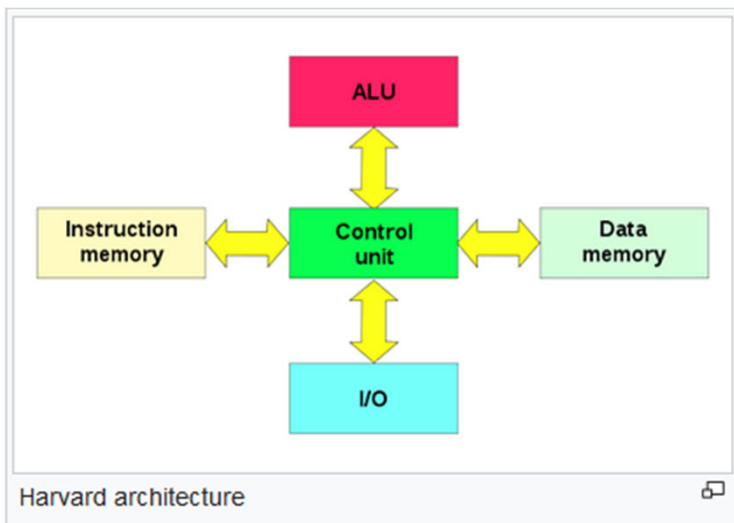 ALU
Instruction
memory
Control
unit
Data
memory
I/O
Harvard architecture